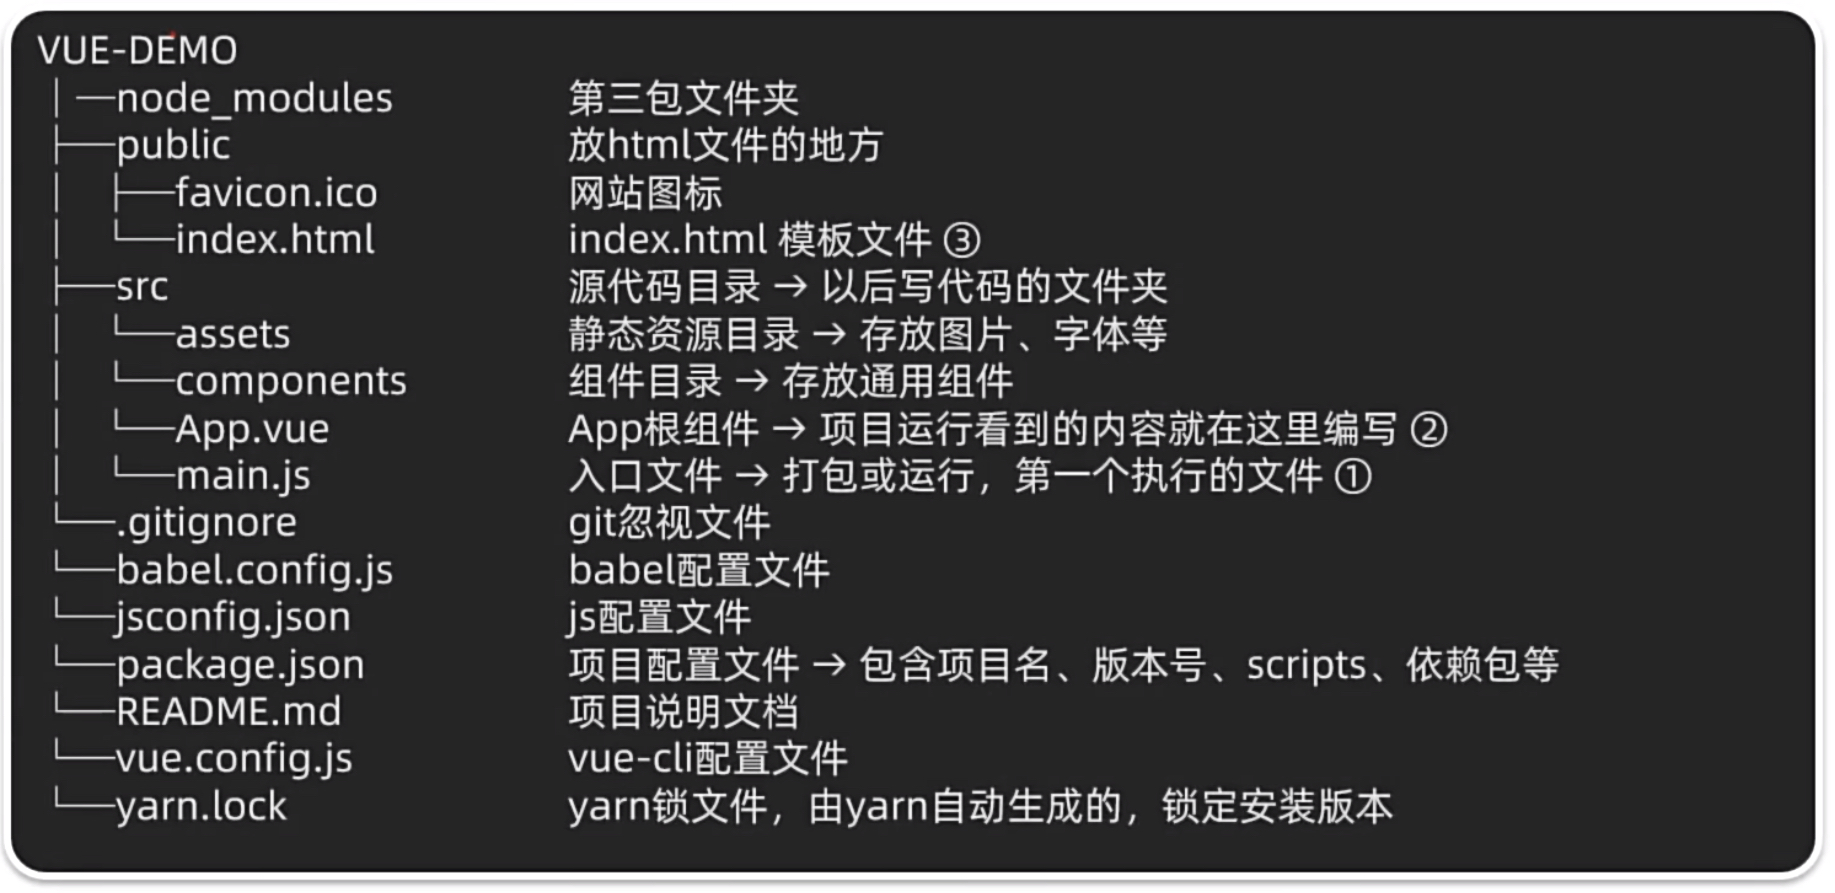 VUE-DEMO
│ ─node_modules 第三包文件夹
├──public 放html文件的地方
│ ├──favicon.ico 网站图标
│ └──index.html index.html 模板文件 ③
├──src 源代码目录 → 以后写代码的文件夹
│ └──assets 静态资源目录 → 存放图片、字体等
│ └──components 组件目录 → 存放通用组件
│ └──App.vue App根组件 → 项目运行看到的内容就在这里编写 ②
│ └──main.js 入口文件 → 打包或运行，第一个执行的文件 ①
└──.gitignore git忽视文件
└──babel.config.js babel配置文件
└──jsconfig.json js配置文件
└──package.json 项目配置文件 → 包含项目名、版本号、scripts、依赖包等
└──README.md 项目说明文档
└──vue.config.js vue-cli配置文件
└──yarn.lock yarn锁文件，由yarn自动生成的，锁定安装版本